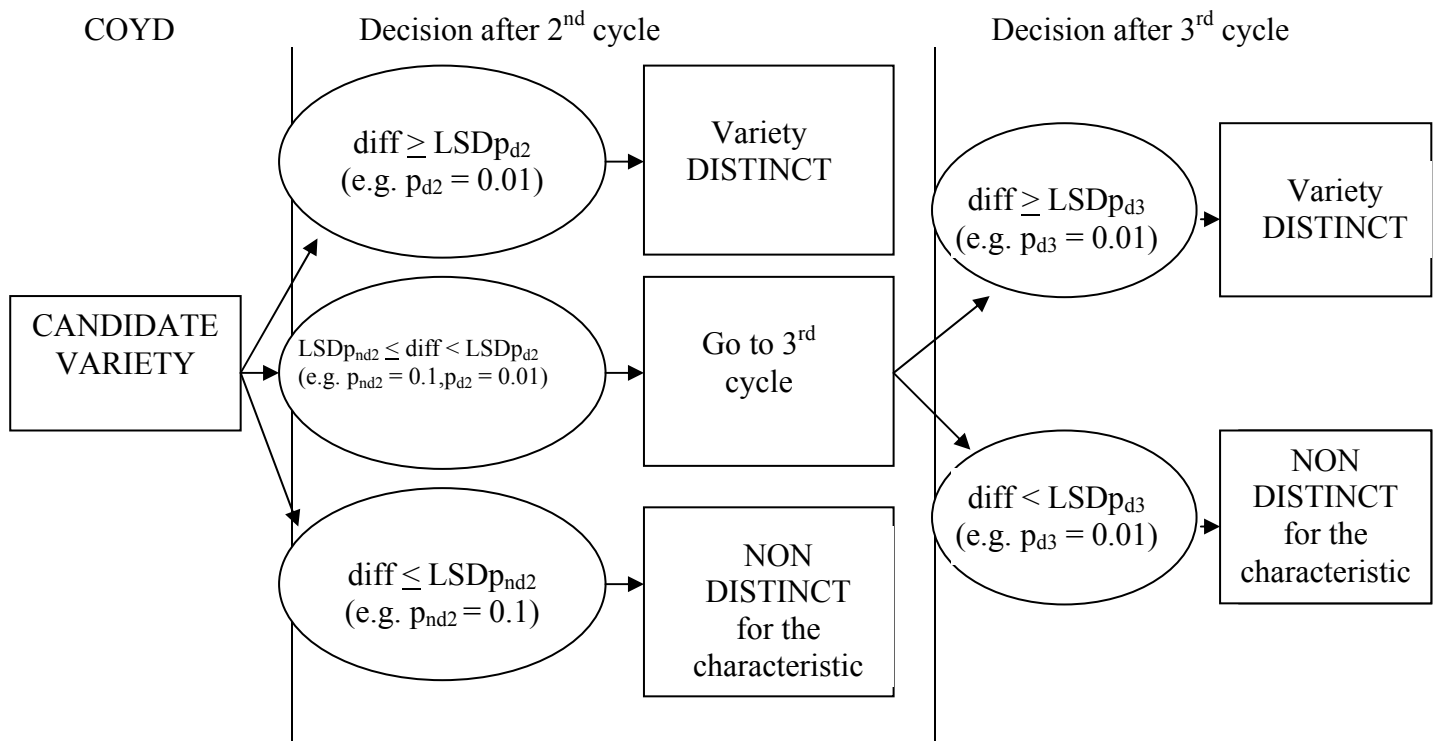 COYD
Decision after 2nd cycle
Decision after 3rd cycle
CANDIDATE
VARIETY
diff ≥ LSDpd2
(e.g. pd2 = 0.01)
Variety
DISTINCT
LSDpnd2 ≤ diff < LSDpd2
(e.g. pnd2 = 0.1,pd2 = 0.01)
Go to 3rd
cycle
diff ≤ LSDpnd2
(e.g. pnd2 = 0.1)
NON
DISTINCT
for the
characteristic
diff ≥ LSDpd3
(e.g. pd3 = 0.01)
Variety
DISTINCT
diff < LSDpd3
(e.g. pd3 = 0.01)
NON
DISTINCT
for the
characteristic